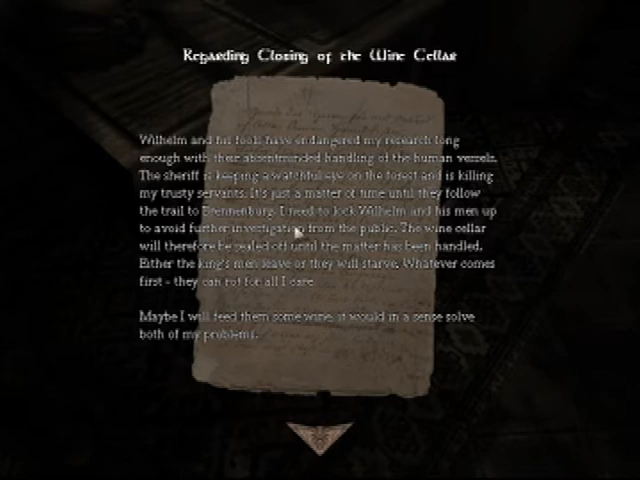 Regarding Closing of the Wine Cellar
Wilhelm and his fools have endangered my research long
enough with their absentminded handling of the human vessels.
The sheriff is keeping a watchful eye on the forest and is killing
my trusty servants. It's just a matter of time until they follow
the trail to Brennenburg. I need to lock Wilhelm and his men up
to avoid further investigation from the public. The wine cellar
will therefore be sealed off until the matter has been handled.
Either the king's men leave or they will starve. Whatever comes
first - they can rot for all I care.
Maybe I will feed them some wine, it would in a sense solve
both of my problems.